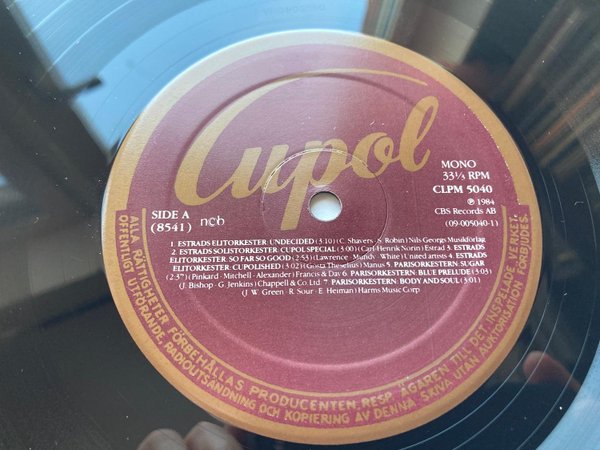 Cupol
MONO
33⅓ RPM
CLPM 5040
℗ 1984
CBS Records AB
(09-005040-1)
SIDE A
(8541)
ncb
1. ESTRADS ELITORKESTER: UNDECIDED (3:10) (C. Shavers - S. Robin) Nils Georgs Musikförlag
2. ESTRADS SOLISTORKESTER: CUPOL SPECIAL (3:00) (Carl-Henrik Norin) Estrad 3. ESTRADS
ELITORKESTER: SO FAR SO GOOD (2:53) (Lawrence - Mundy - White) United artists 4. ESTRADS
ELITORKESTER: CUPOLISHED (3:02) (Gösta Theselius) Manus 5. PARISORKESTERN: SUGAR
(2:37) (Pinkard - Mitchell - Alexander) Francis & Day 6. PARISORKESTERN: BLUE PRELUDE (3:03)
(J. Bishop - G. Jenkins) Chappell & Co. Ltd. 7. PARISORKESTERN: BODY AND SOUL (3:01)
(J. W. Green - R. Sour - E. Heiman) Harms Music Corp
ALLA RÄTTIGHETER FÖRBEHÅLLAS PRODUCENTEN RESP. ÄGAREN TILL DET INSPELADE VERKET.
OFFENTLIGT UTFÖRANDE, RADIOUTSÄNDNING OCH KOPIERING AV DENNA SKIVA UTAN AUKTORISATION FÖRBJUDES.